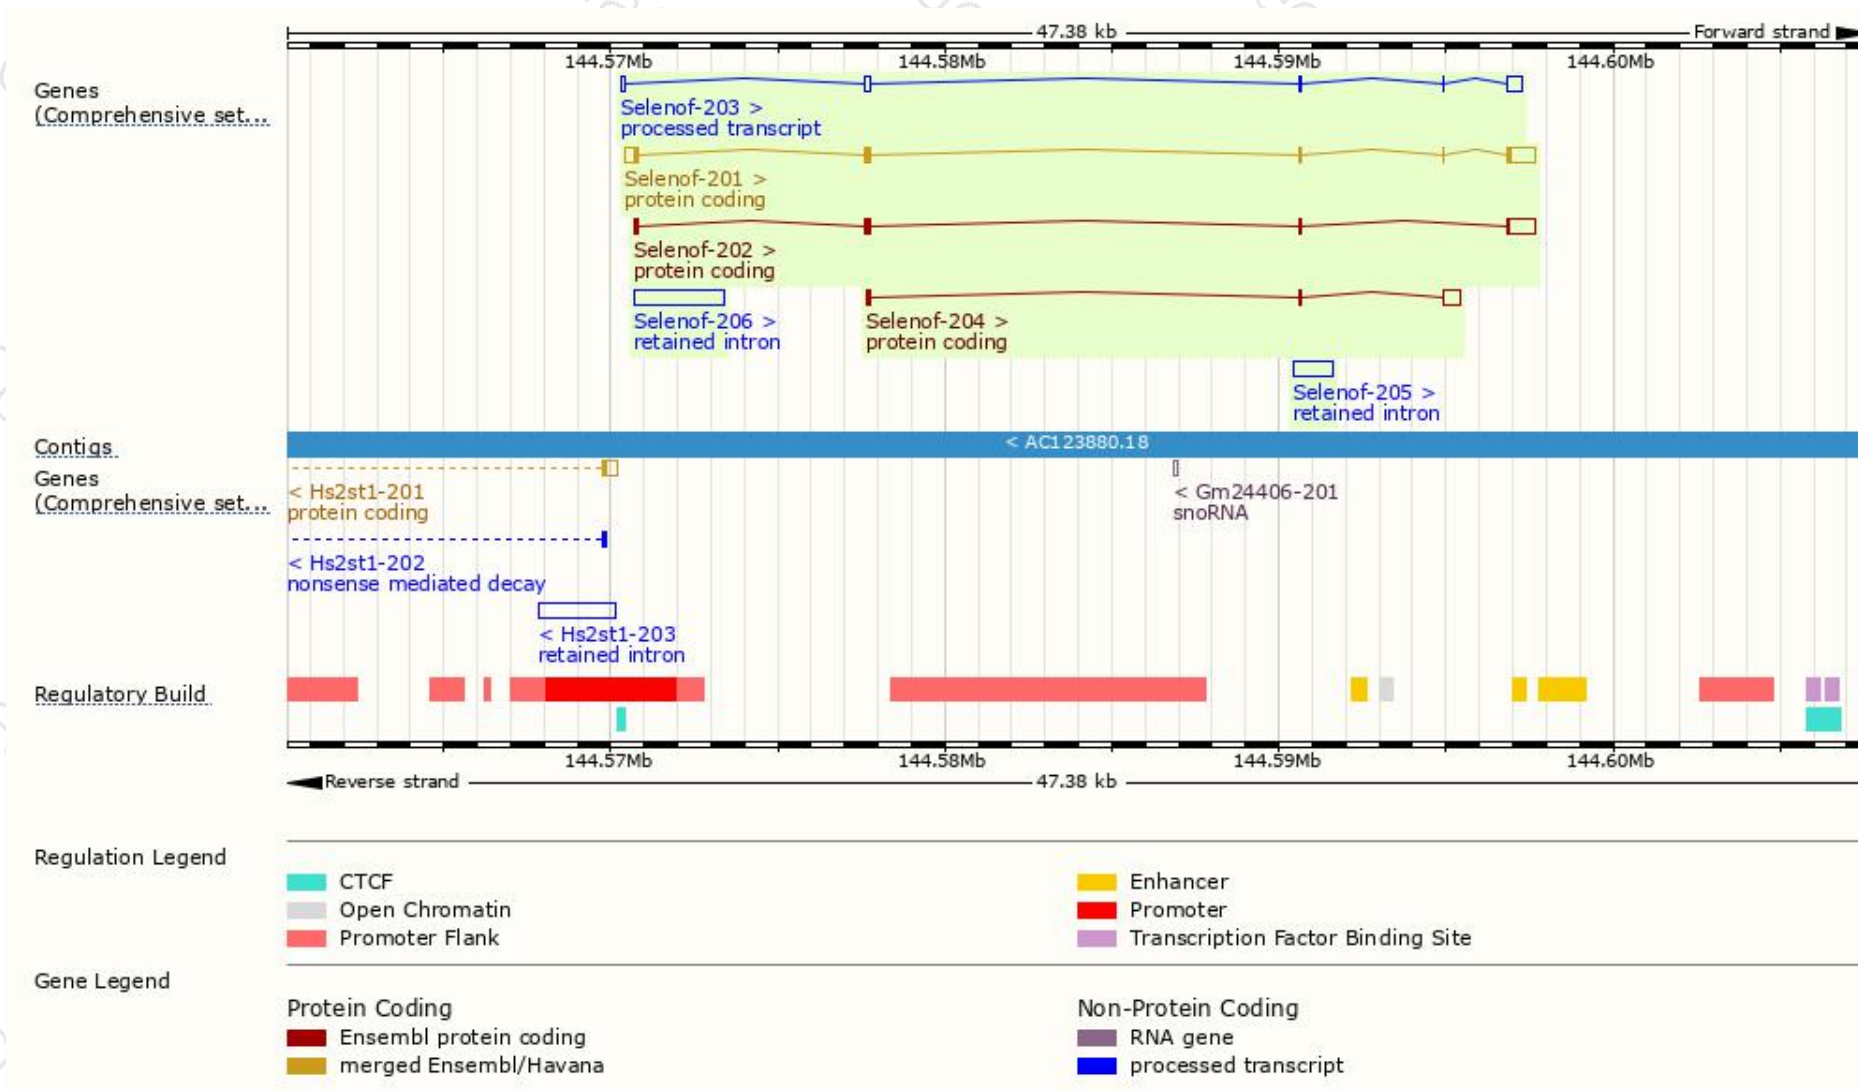 47.38 kb
Forward strand
144.57Mb 144.58Mb 144.59Mb 144.60Mb
Genes
(Comprehensive set...
Selenof-203 >
processed transcript
Selenof-201 >
protein coding
Selenof-202 >
protein coding
Selenof-206 >
retained intron
Selenof-204 >
protein coding
Selenof-205 >
retained intron
Contigs
< AC123880.18
Genes
(Comprehensive set...
< Hs2st1-201
protein coding
< Gm24406-201
snoRNA
< Hs2st1-202
nonsense mediated decay
< Hs2st1-203
retained intron
Regulatory Build
144.57Mb 144.58Mb 144.59Mb 144.60Mb
Reverse strand
47.38 kb
Regulation Legend
CTCF
Enhancer
Open Chromatin
Promoter
Promoter Flank
Transcription Factor Binding Site
Gene Legend
Protein Coding
Non-Protein Coding
Ensembl protein coding
RNA gene
merged Ensembl/Havana
processed transcript